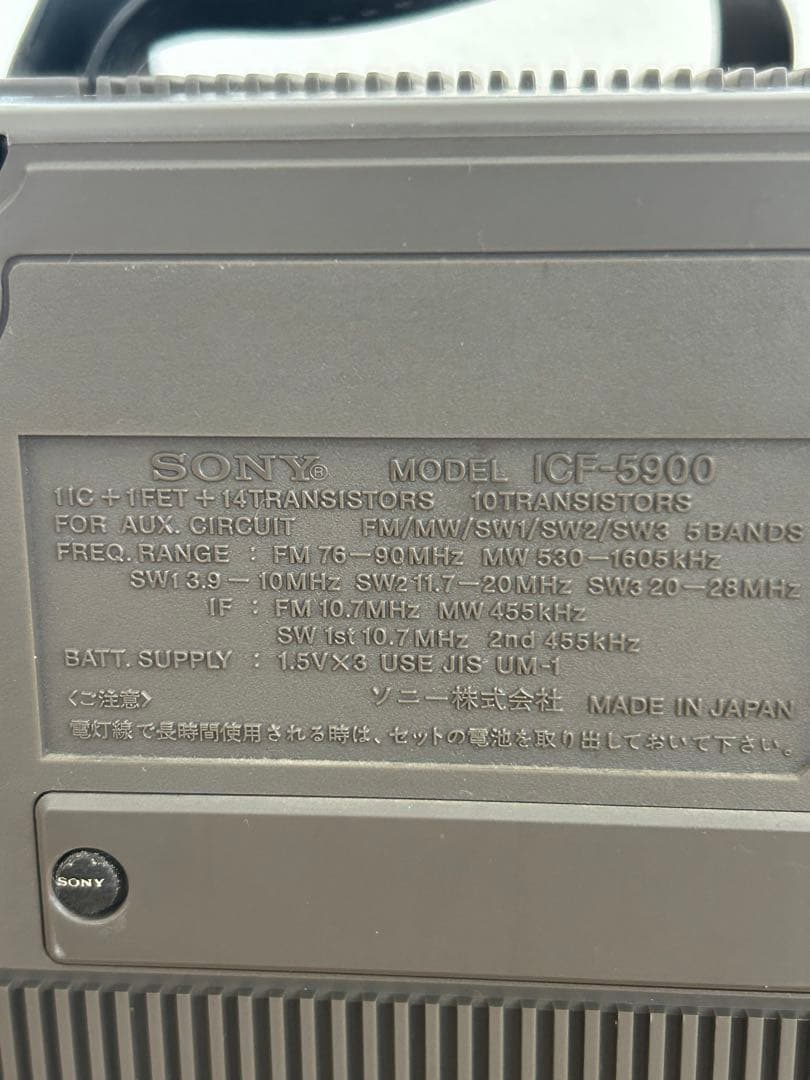 SONY® MODEL ICF-5900
1IC+1FET+14TRANSISTORS 10TRANSISTORS
FOR AUX. CIRCUIT FM/MW/SW1/SW2/SW3 5BANDS
FREQ. RANGE : FM 76-90MHz MW 530-1605kHz
SW1 3.9-10MHz SW2 11.7-20MHz SW3 20-28MHz
IF : FM 10.7MHz MW 455kHz
SW 1st 10.7MHz 2nd 455kHz
BATT. SUPPLY : 1.5V×3 USE JIS UM-1
〈ご注意〉 ソニー株式会社 MADE IN JAPAN
電灯線で長時間使用される時は、セットの電池を取り出しておいて下さい。
SONY